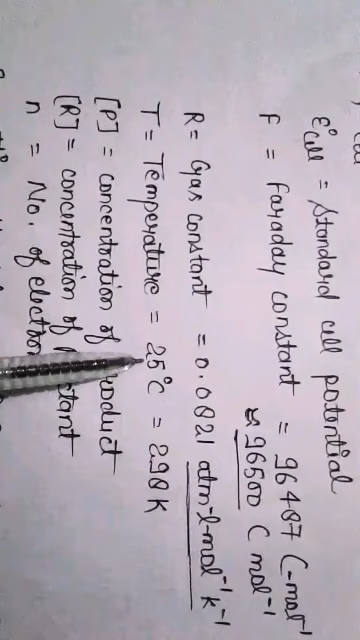 E°cell = Standard cell potential
F = Faraday constant = 96487 C-mol⁻¹
≈ 96500 C mol⁻¹
R = Gas constant = 0.0821 atm-l-mol⁻¹ K⁻¹
T = Temperature = 25°C = 298 K
[P] = concentration of product
[R] = concentration of
n = No. of electron